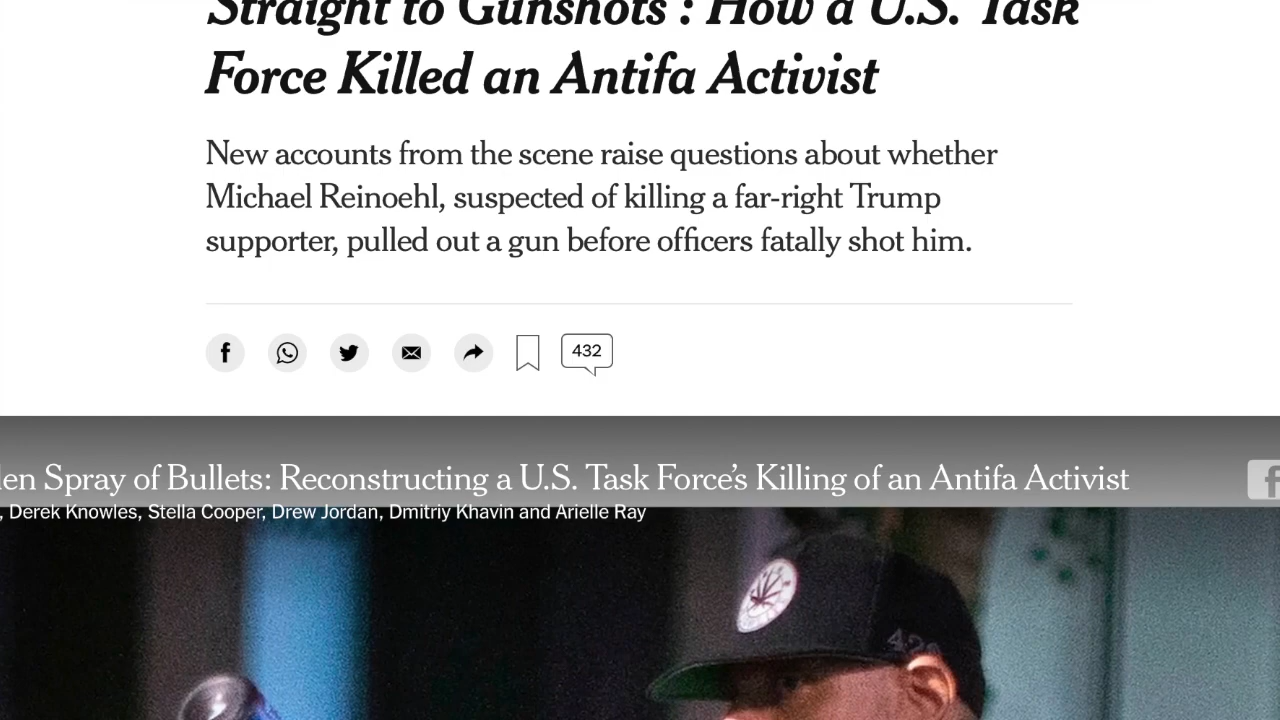 Straight to Gunshots': How a U.S. Task
Force Killed an Antifa Activist
New accounts from the scene raise questions about whether
Michael Reinoehl, suspected of killing a far-right Trump
supporter, pulled out a gun before officers fatally shot him.
432
len Spray of Bullets: Reconstructing a U.S. Task Force's Killing of an Antifa Activist
, Derek Knowles, Stella Cooper, Drew Jordan, Dmitriy Khavin and Arielle Ray
420